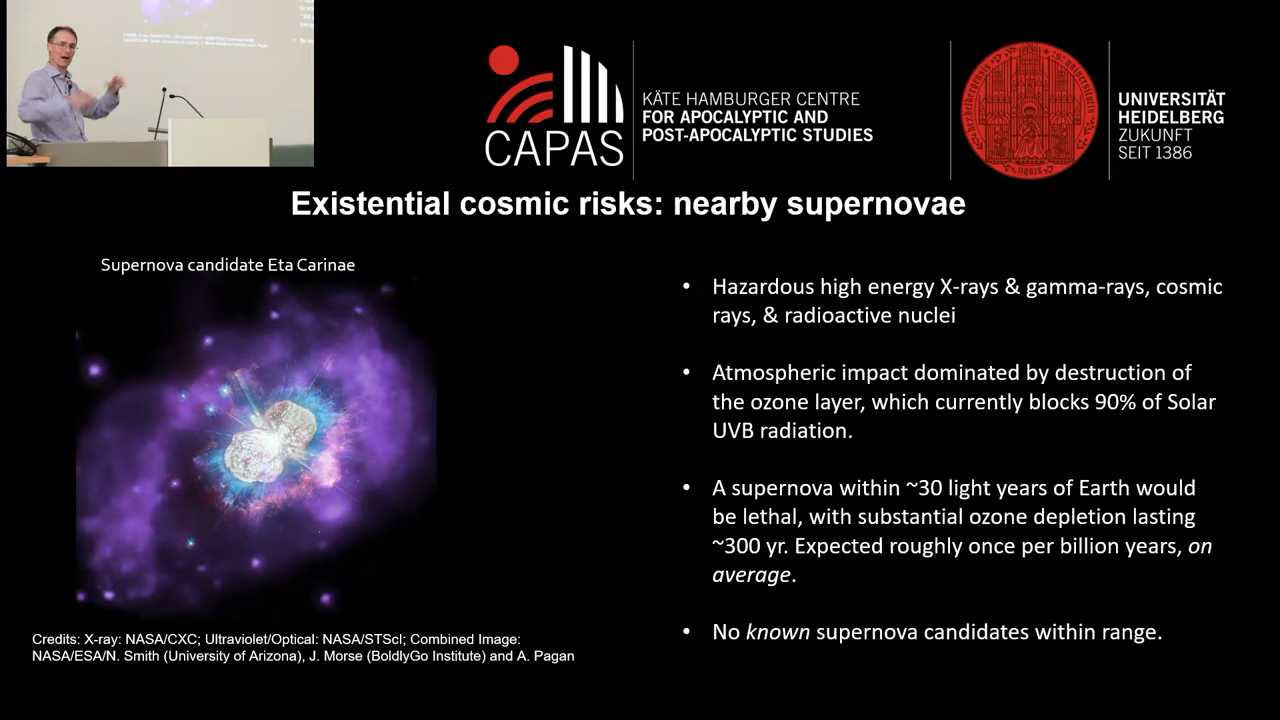 CAPAS
KÄTE HAMBURGER CENTRE
FOR APOCALYPTIC AND
POST-APOCALYPTIC STUDIES
UNIVERSITÄT
HEIDELBERG
ZUKUNFT
SEIT 1386
Existential cosmic risks: nearby supernovae
Supernova candidate Eta Carinae
• Hazardous high energy X-rays & gamma-rays, cosmic
rays, & radioactive nuclei
• Atmospheric impact dominated by destruction of
the ozone layer, which currently blocks 90% of Solar
UVB radiation.
• A supernova within ~30 light years of Earth would
be lethal, with substantial ozone depletion lasting
~300 yr. Expected roughly once per billion years, on
average.
• No known supernova candidates within range.
Credits: X-ray: NASA/CXC; Ultraviolet/Optical: NASA/STScI; Combined Image:
NASA/ESA/N. Smith (University of Arizona), J. Morse (BoldlyGo Institute) and A. Pagan